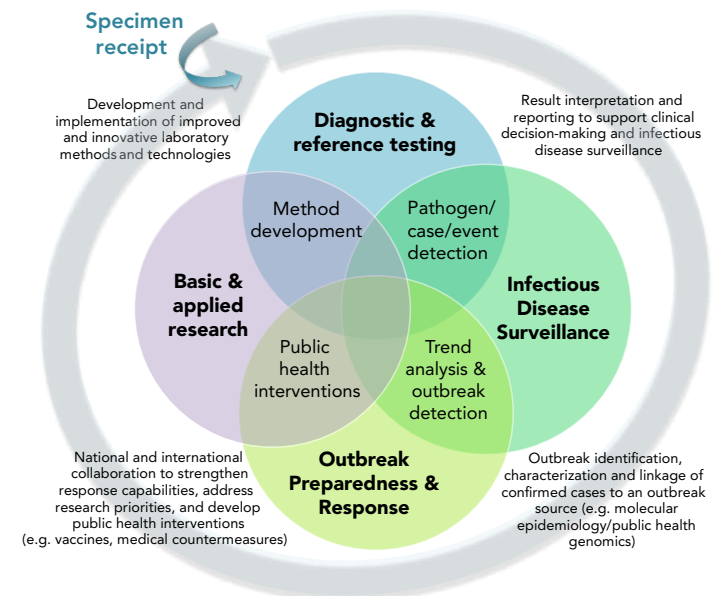 Specimen
receipt
Development and
implementation of improved
and innovative laboratory
methods and technologies
Diagnostic &
reference testing
Result interpretation and
reporting to support clinical
decision-making and infectious
disease surveillance
Method
development
Pathogen/
case/event
detection
Basic &
applied
research
Infectious
Disease
Surveillance
Public
health
interventions
Trend
analysis &
outbreak
detection
National and international
collaboration to strengthen
response capabilities, address
research priorities, and develop
public health interventions
(e.g. vaccines, medical countermeasures)
Outbreak
Preparedness &
Response
Outbreak identification,
characterization and linkage of
confirmed cases to an outbreak
source (e.g. molecular
epidemiology/public health
genomics)